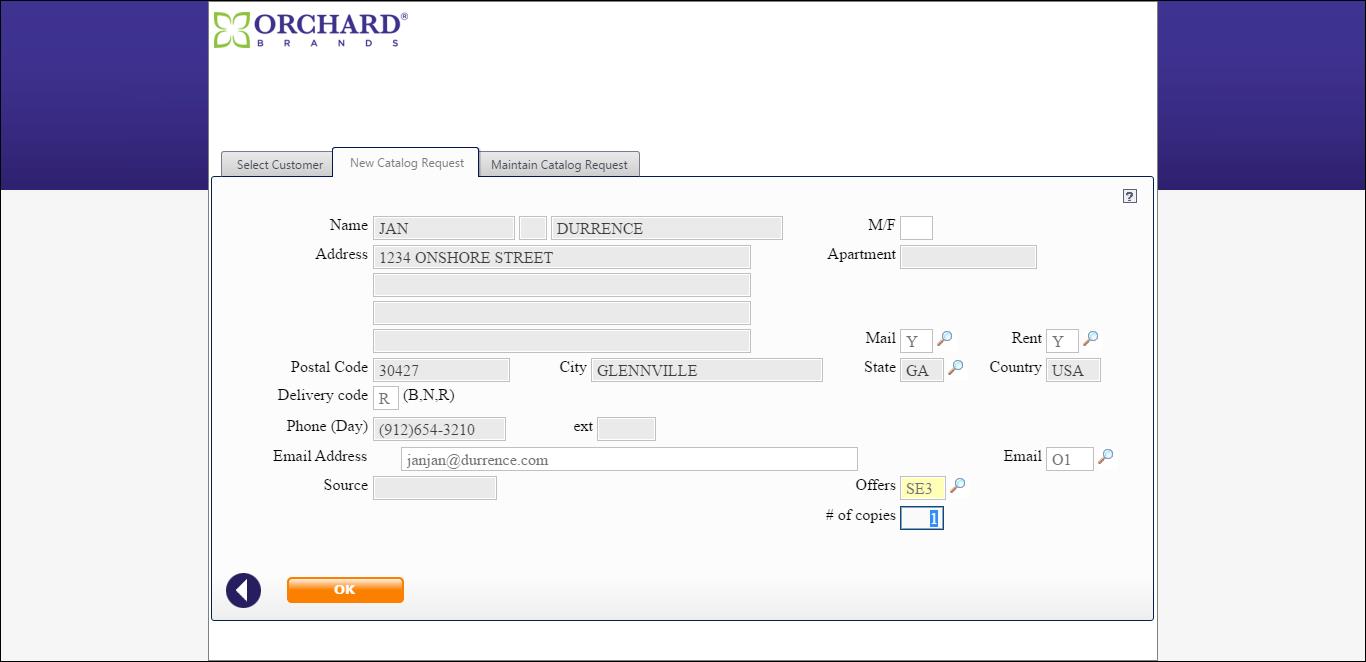 ORCHARD®
BRANDS
Select Customer New Catalog Request Maintain Catalog Request
?
Name JAN DURRENCE M/F
Address 1234 ONSHORE STREET Apartment
Mail Y Rent Y
Postal Code 30427 City GLENNVILLE State GA Country USA
Delivery code R (B,N,R)
Phone (Day) (912)654-3210 ext
Email Address janjan@durrence.com Email O1
Source Offers SE3
# of copies 1
OK